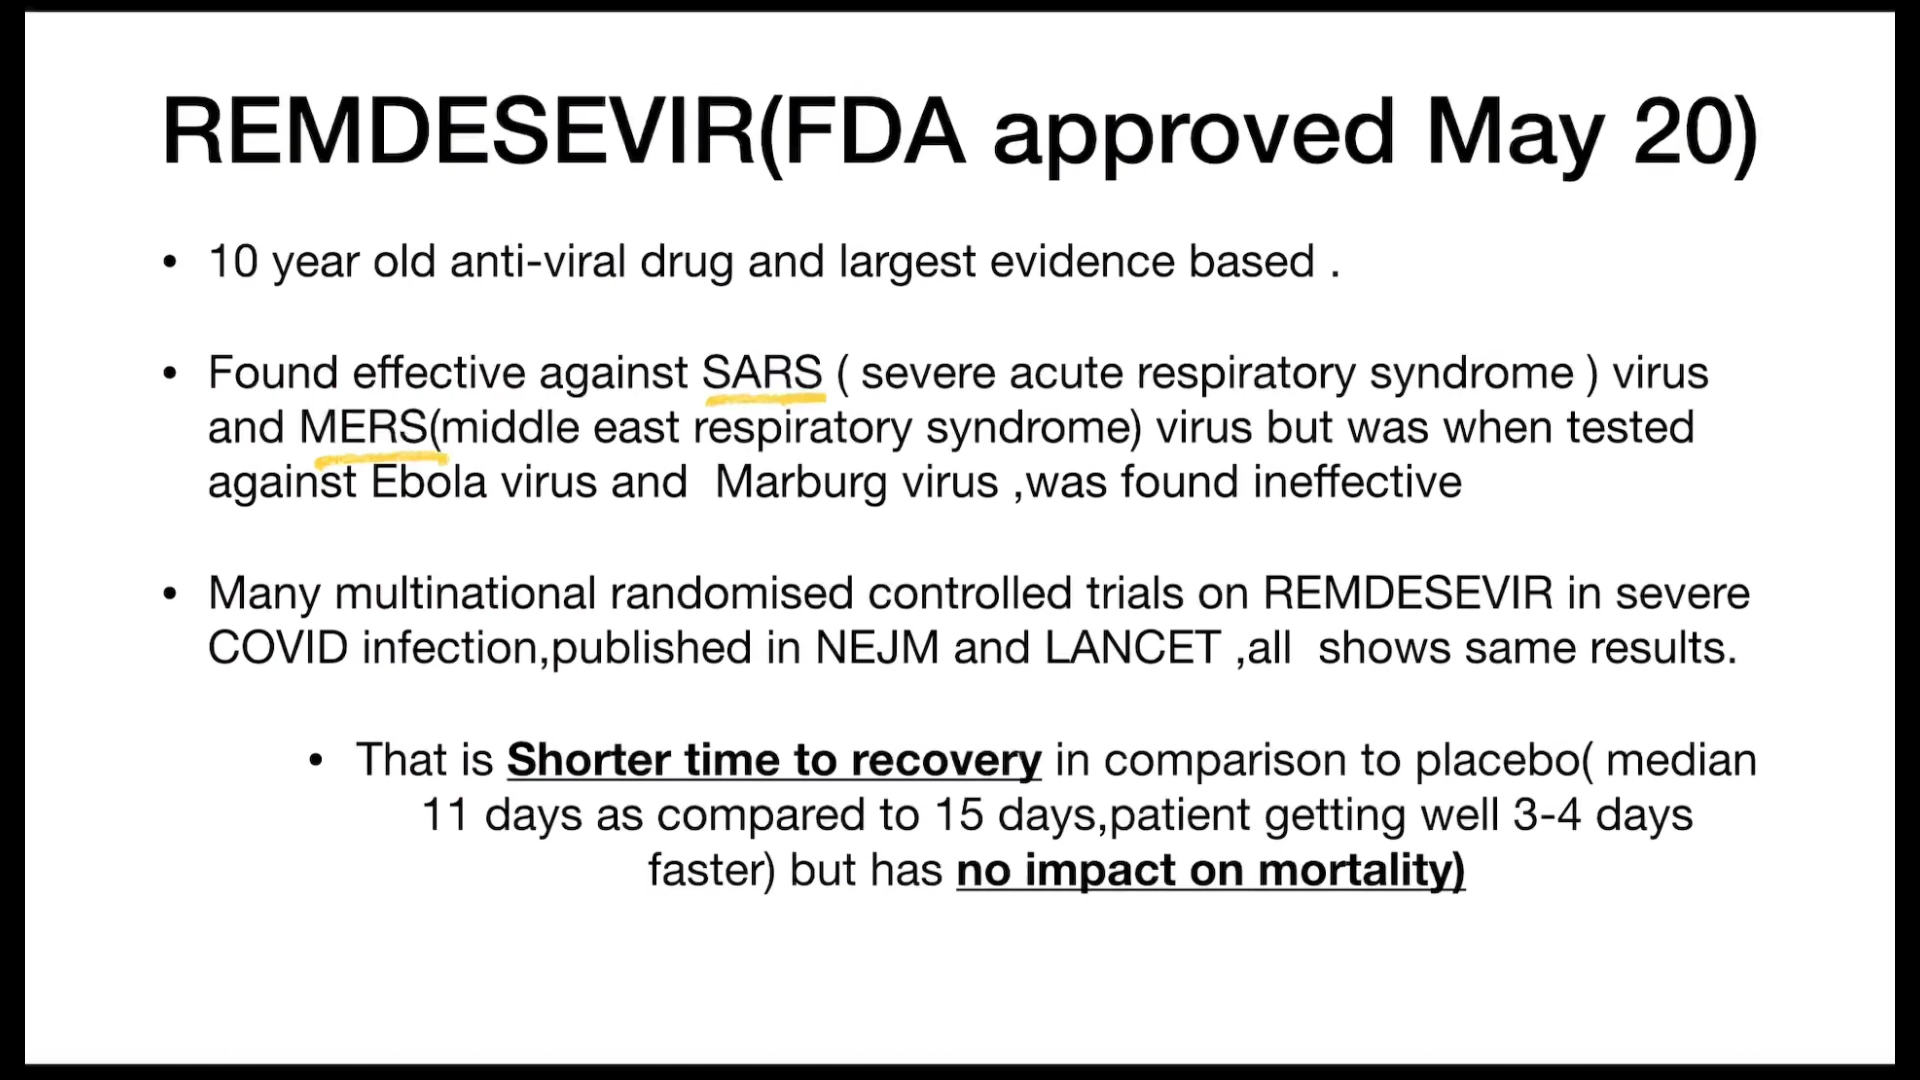 REMDESEVIR(FDA approved May 20)
• 10 year old anti-viral drug and largest evidence based .
• Found effective against SARS ( severe acute respiratory syndrome ) virus
and MERS(middle east respiratory syndrome) virus but was when tested
against Ebola virus and  Marburg virus ,was found ineffective
• Many multinational randomised controlled trials on REMDESEVIR in severe
COVID infection,published in NEJM and LANCET ,all  shows same results.
• That is Shorter time to recovery in comparison to placebo( median
11 days as compared to 15 days,patient getting well 3-4 days
faster) but has no impact on mortality)